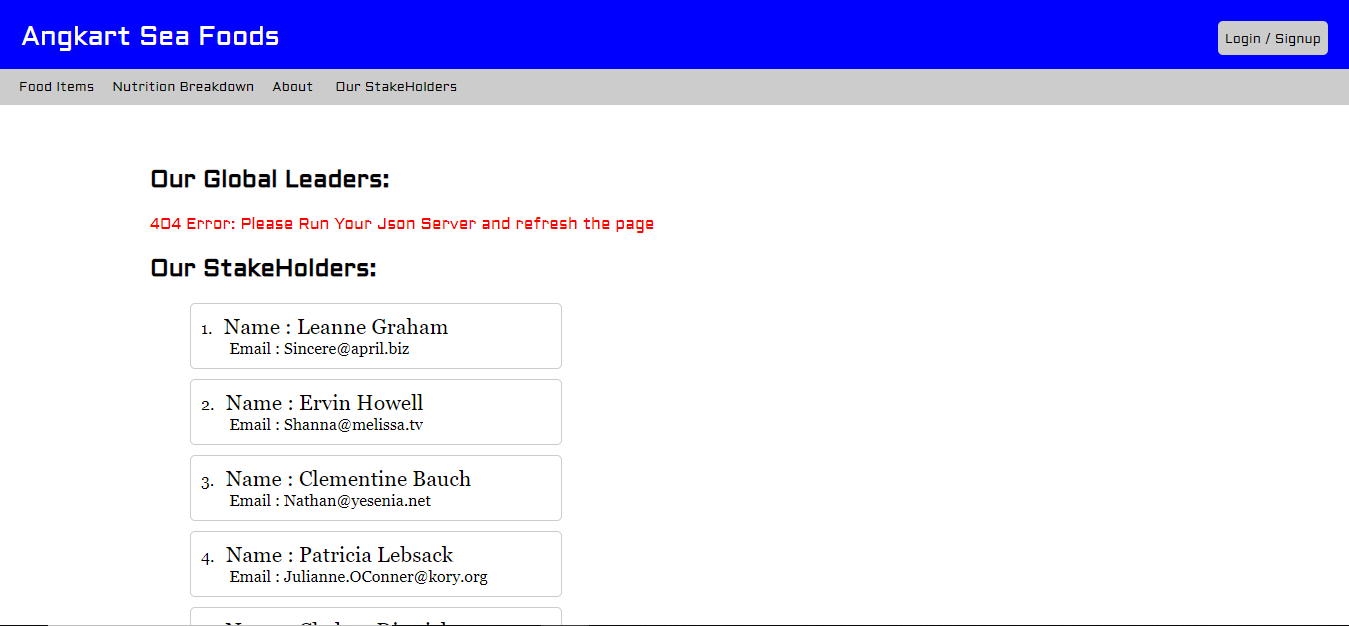 Angkart Sea Foods
Login / Signup
Food Items Nutrition Breakdown About Our StakeHolders
Our Global Leaders:
404 Error: Please Run Your Json Server and refresh the page
Our StakeHolders:
1. Name : Leanne Graham
Email : Sincere@april.biz
2. Name : Ervin Howell
Email : Shanna@melissa.tv
3. Name : Clementine Bauch
Email : Nathan@yesenia.net
4. Name : Patricia Lebsack
Email : Julianne.OConner@kory.org